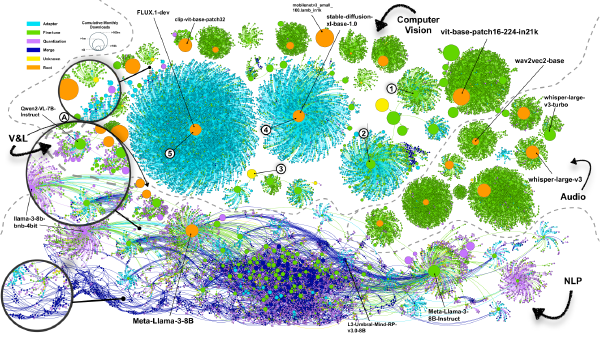 Adapter
Finetune
Quantization
Merge
Unknown
Root
Cumulative Monthly
Downloads
FLUX.1-dev
clip-vit-base-patch32
stable-diffusion-
xl-base-1.0
Computer
Vision
vit-base-patch16-224-in21k
wav2vec2-base
whisper-large-
v3-turbo
1
A
Qwen2-VL-7B-
Instruct
V&L
5
4
2
3
whisper-large-v3
Audio
llama-3-8b-
bnb-4bit
NLP
Meta-Llama-3-8B
L3-Umbral-Mind-RP-
v3.0-8B
Meta-Llama-3-
8B-Instruct